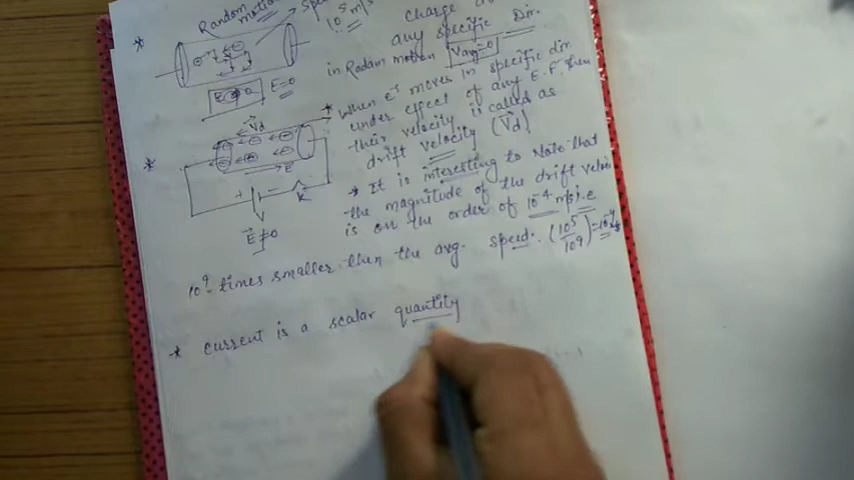 Random
motion
10⁵ m/s
charge
any specific Dir.
in Radam motion Vavg=0
E=0
* When e⁻s moves in specific dir.
under effect of any E.F. then
their velocity is called as
drift velocity (V⃗d)
V⃗d
E
+ -
K
E⃗≠0
* It is interesting to Note that
the magnitude of the drift veloci
is on the order of 10⁻⁴ m/s i.e
10⁹ times smaller then the avg. speed. (10⁵/10⁹)=10⁻⁴
* current is a scalar quantity